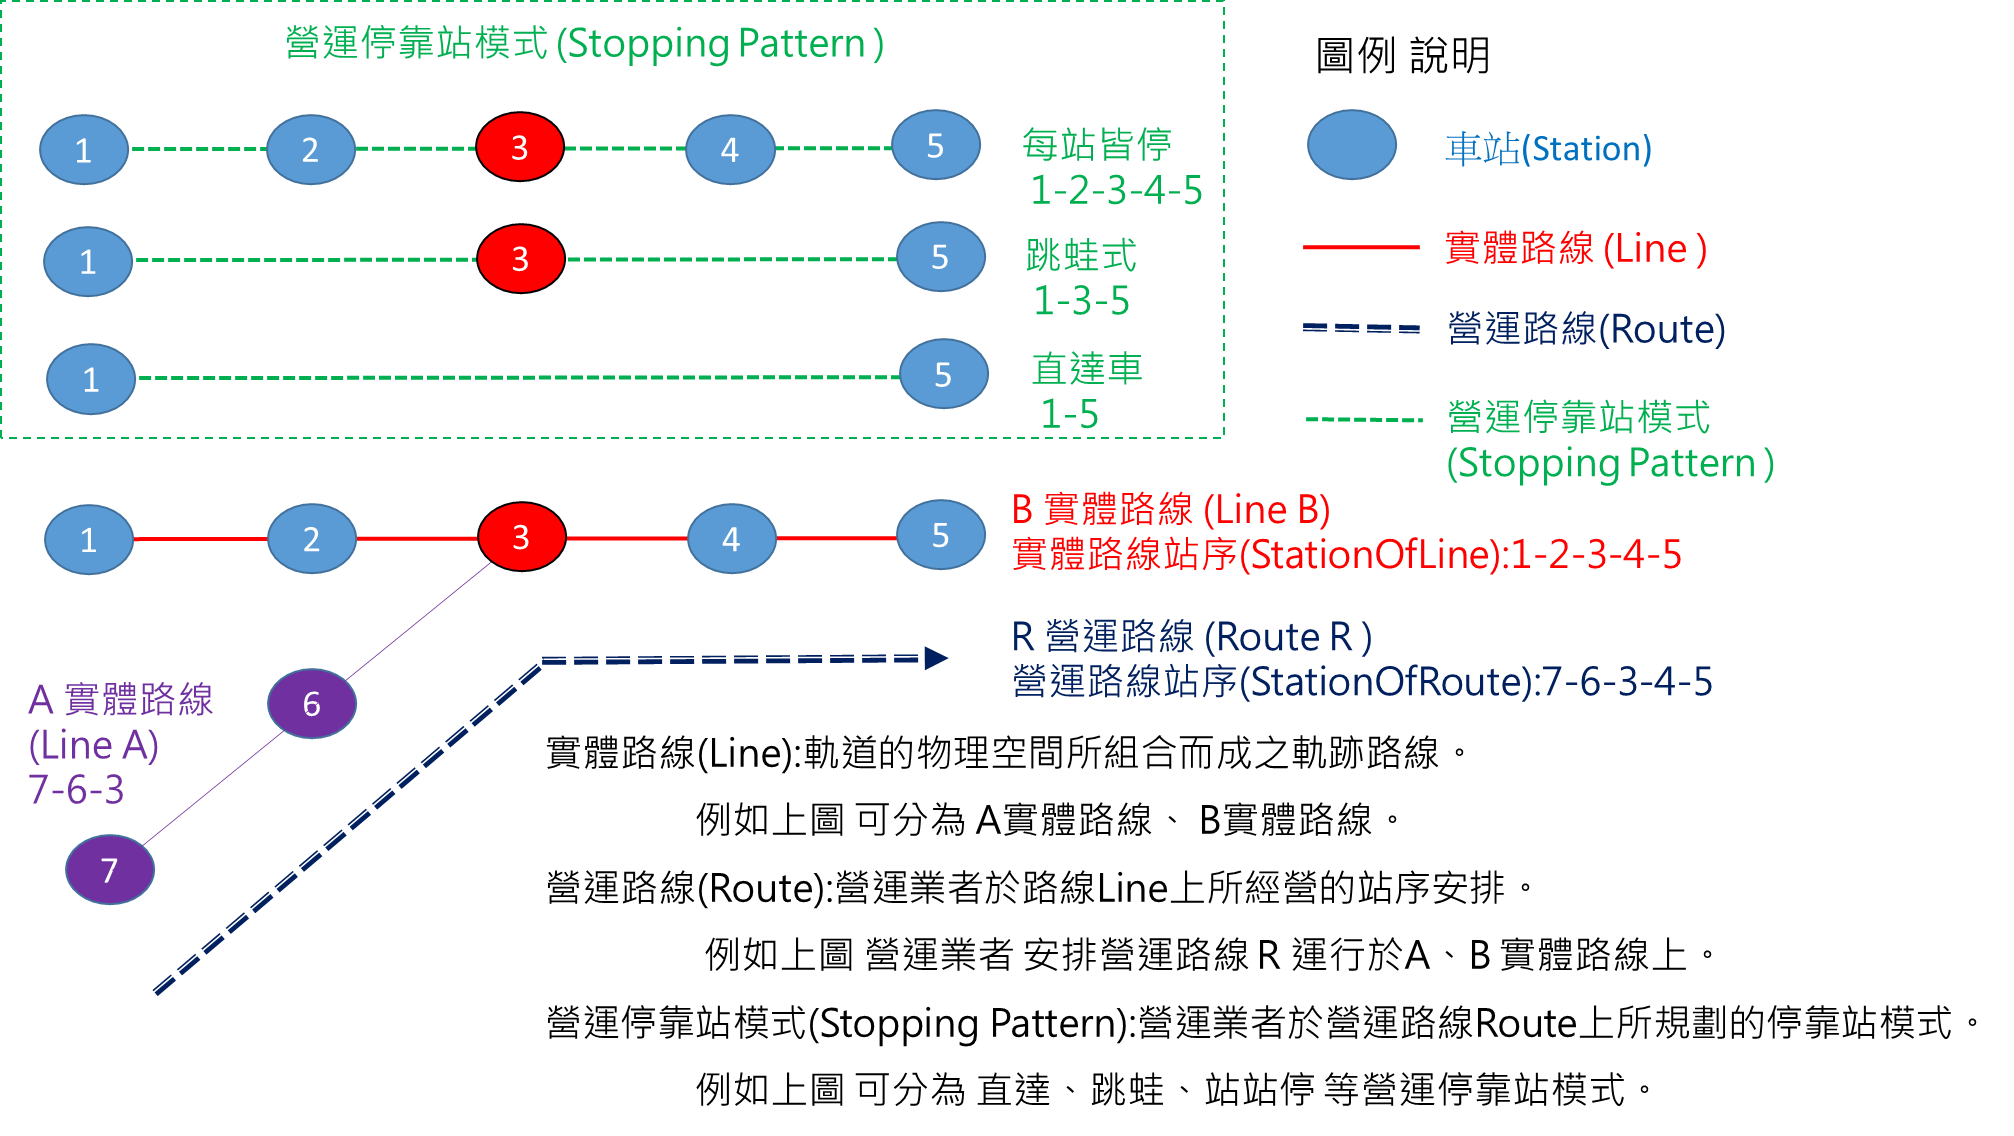 營運停靠站模式 (Stopping Pattern )
1 2 3 4 5
每站皆停
1-2-3-4-5
1 3 5
跳蛙式
1-3-5
1 5
直達車
1-5
圖例 說明
車站(Station)
實體路線 (Line )
營運路線(Route)
營運停靠站模式
(Stopping Pattern )
1 2 3 4 5
B 實體路線 (Line B)
實體路線站序(StationOfLine):1-2-3-4-5
R 營運路線 (Route R )
營運路線站序(StationOfRoute):7-6-3-4-5
A 實體路線
(Line A)
7-6-3
6
7
實體路線(Line):軌道的物理空間所組合而成之軌跡路線。
例如上圖 可分為 A實體路線、 B實體路線。
營運路線(Route):營運業者於路線Line上所經營的站序安排。
例如上圖 營運業者 安排營運路線 R 運行於A、B 實體路線上。
營運停靠站模式(Stopping Pattern):營運業者於營運路線Route上所規劃的停靠站模式。
例如上圖 可分為 直達、跳蛙、站站停 等營運停靠站模式。